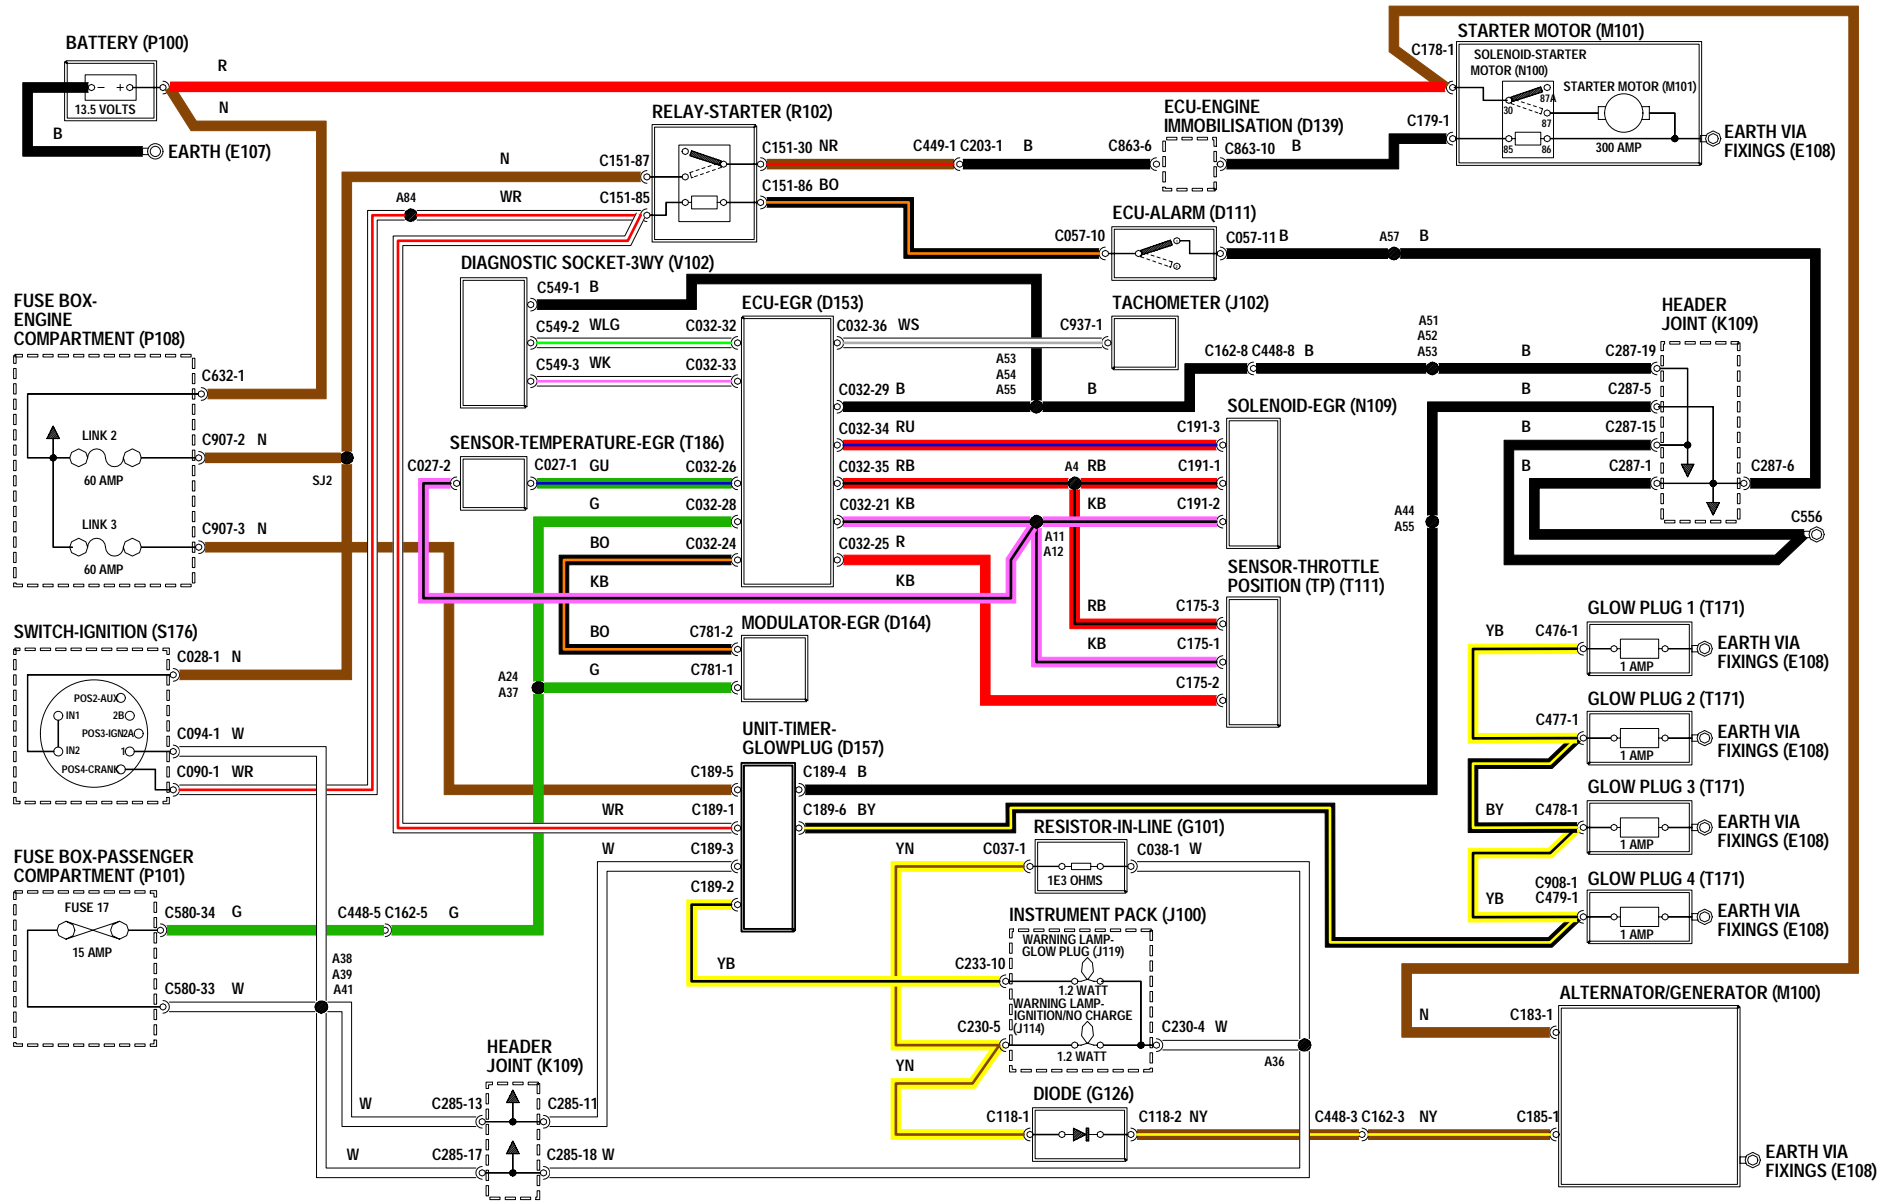 BATTERY (P100)
13.5 VOLTS
R
N
B
EARTH (E107)
STARTER MOTOR (M101)
C178-1
SOLENOID-STARTER
MOTOR (N100)
STARTER MOTOR (M101)
30
87A
87
C179-1
85
86
300 AMP
EARTH VIA
FIXINGS (E108)
RELAY-STARTER (R102)
N
C151-87
C151-30 NR
C449-1 C203-1 B
ECU-ENGINE
IMMOBILISATION (D139)
C863-6
C863-10 B
A84
WR
C151-85
C151-86 BO
ECU-ALARM (D111)
C057-10
C057-11 B
A57
B
DIAGNOSTIC SOCKET-3WY (V102)
C549-1 B
C549-2 WLG
C549-3 WK
ECU-EGR (D153)
C032-32
C032-33
C032-36 WS
TACHOMETER (J102)
C937-1
A53
A54
A55
C032-29 B
B
C162-8 C448-8 B
A51
A52
A53
HEADER
JOINT (K109)
B
C287-19
B
C287-5
B
C287-15
B
C287-1
C287-6
C556
A44
A55
FUSE BOX-
ENGINE
COMPARTMENT (P108)
C632-1
LINK 2
60 AMP
C907-2 N
SJ2
LINK 3
60 AMP
C907-3 N
SENSOR-TEMPERATURE-EGR (T186)
C027-2
C027-1 GU
C032-26
G
C032-28
BO
C032-24
KB
C032-34 RU
C032-35 RB
C032-21 KB
C032-25 R
KB
A4 RB
KB
A11
A12
SOLENOID-EGR (N109)
C191-3
C191-1
C191-2
SENSOR-THROTTLE
POSITION (TP) (T111)
RB
C175-3
KB
C175-1
C175-2
MODULATOR-EGR (D164)
BO
C781-2
G
C781-1
A24
A37
SWITCH-IGNITION (S176)
C028-1 N
POS2-AUX
IN1
2B
POS3-IGN2A
IN2
1
POS4-CRANK
C094-1 W
C090-1 WR
UNIT-TIMER-
GLOWPLUG (D157)
C189-5
WR
C189-1
W
C189-3
C189-2
C189-4 B
C189-6 BY
GLOW PLUG 1 (T171)
YB
C476-1
1 AMP
EARTH VIA
FIXINGS (E108)
GLOW PLUG 2 (T171)
C477-1
1 AMP
EARTH VIA
FIXINGS (E108)
GLOW PLUG 3 (T171)
BY
C478-1
1 AMP
EARTH VIA
FIXINGS (E108)
GLOW PLUG 4 (T171)
YB
C908-1
C479-1
1 AMP
EARTH VIA
FIXINGS (E108)
FUSE BOX-PASSENGER
COMPARTMENT (P101)
FUSE 17
15 AMP
C580-34 G
C448-5 C162-5 G
C580-33 W
A38
A39
A41
RESISTOR-IN-LINE (G101)
YN
C037-1
1E3 OHMS
C038-1 W
INSTRUMENT PACK (J100)
WARNING LAMP-
GLOW PLUG (J119)
1.2 WATT
YB
C233-10
WARNING LAMP-
IGNITION/NO CHARGE
(J114)
1.2 WATT
C230-5
C230-4 W
A36
YN
DIODE (G126)
C118-1
C118-2 NY
C448-3 C162-3 NY
C185-1
ALTERNATOR/GENERATOR (M100)
N
C183-1
EARTH VIA
FIXINGS (E108)
HEADER
JOINT (K109)
W
C285-13
C285-11
W
C285-17
C285-18 W